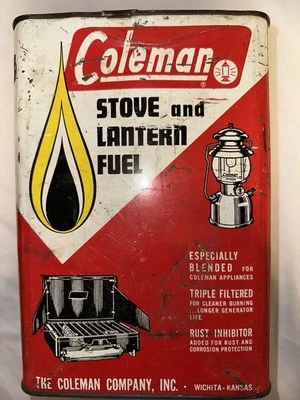 Coleman
®
STOVE and
LANTERN
FUEL
Coleman
ESPECIALLY
BLENDED FOR
COLEMAN APPLIANCES
TRIPLE FILTERED
FOR CLEANER BURNING
...LONGER GENERATOR
LIFE.
RUST INHIBITOR
ADDED FOR RUST AND
CORROSION PROTECTION
THE COLEMAN COMPANY, INC. • WICHITA - KANSAS